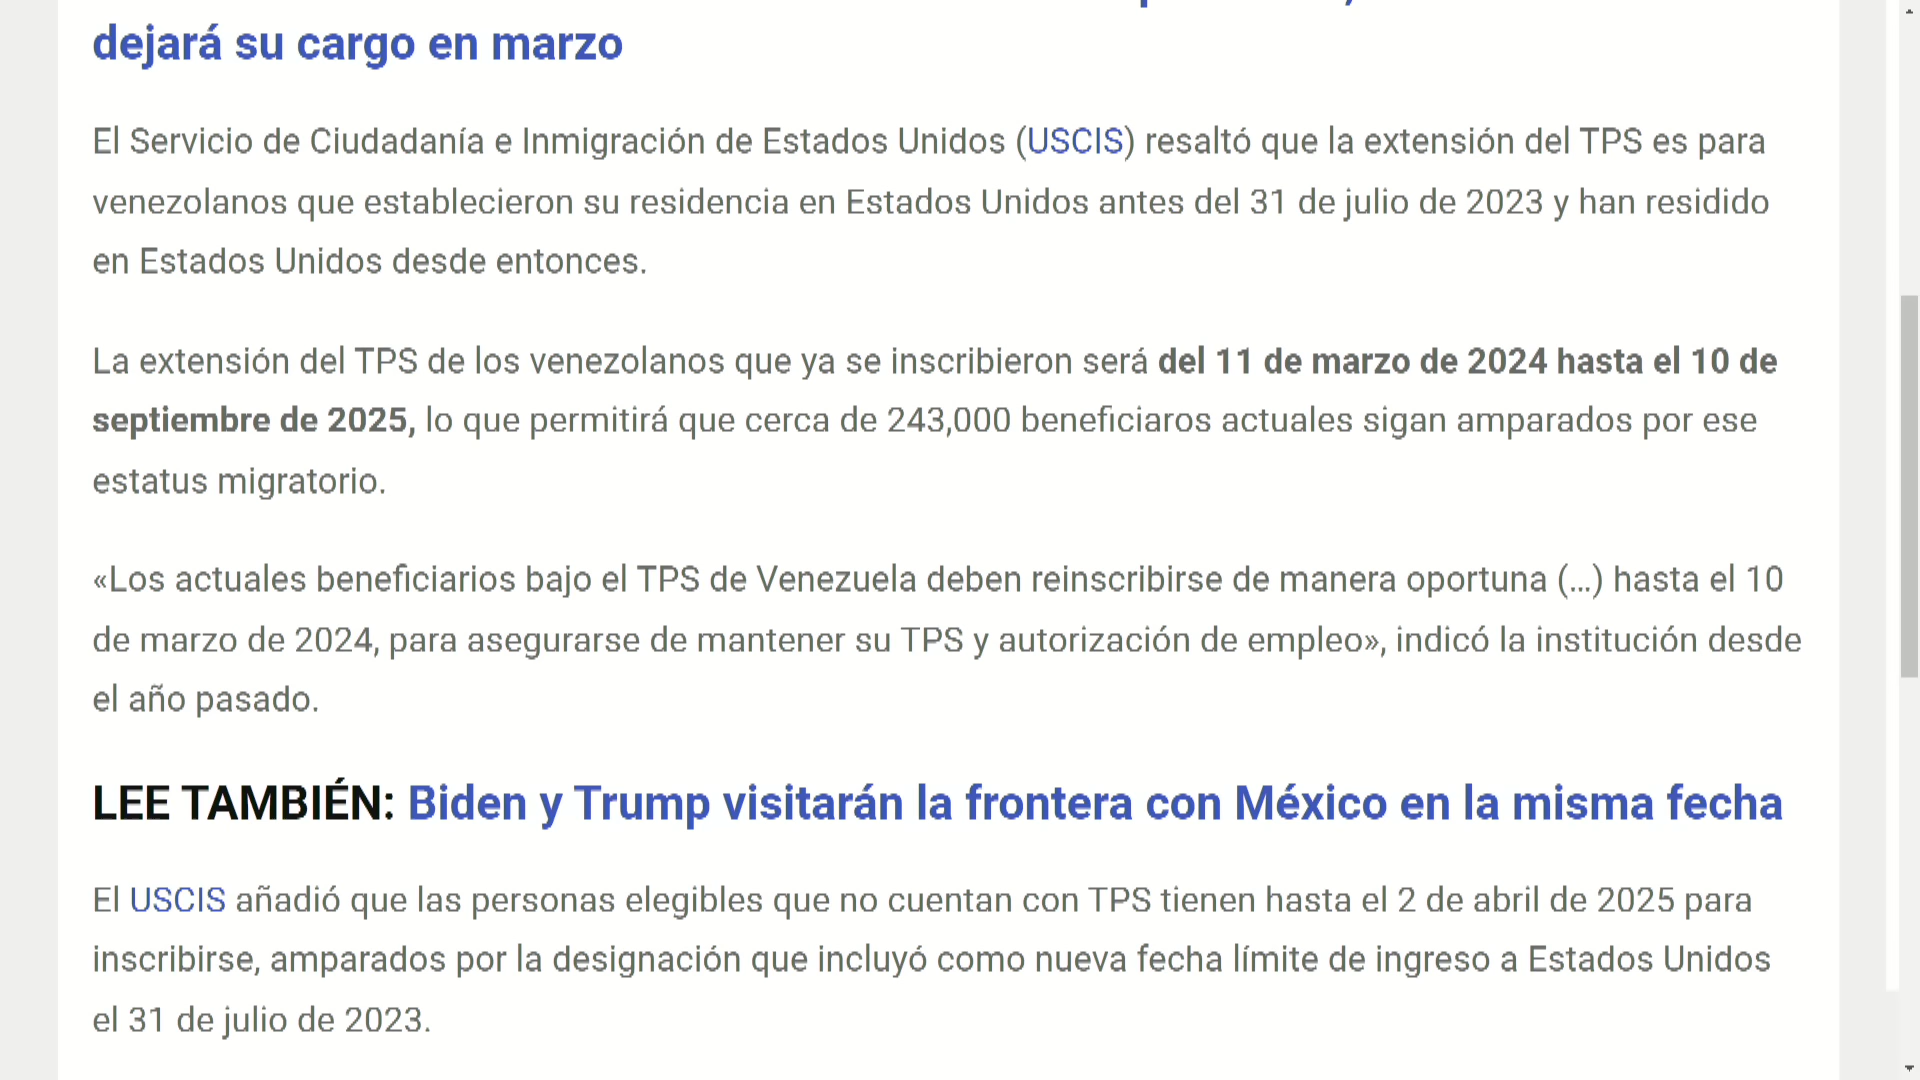 dejará su cargo en marzo
El Servicio de Ciudadanía e Inmigración de Estados Unidos (USCIS) resaltó que la extensión del TPS es para
venezolanos que establecieron su residencia en Estados Unidos antes del 31 de julio de 2023 y han residido
en Estados Unidos desde entonces.
La extensión del TPS de los venezolanos que ya se inscribieron será del 11 de marzo de 2024 hasta el 10 de
septiembre de 2025, lo que permitirá que cerca de 243,000 beneficiaros actuales sigan amparados por ese
estatus migratorio.
«Los actuales beneficiarios bajo el TPS de Venezuela deben reinscribirse de manera oportuna (...) hasta el 10
de marzo de 2024, para asegurarse de mantener su TPS y autorización de empleo», indicó la institución desde
el año pasado.
LEE TAMBIÉN: Biden y Trump visitarán la frontera con México en la misma fecha
El USCIS añadió que las personas elegibles que no cuentan con TPS tienen hasta el 2 de abril de 2025 para
inscribirse, amparados por la designación que incluyó como nueva fecha límite de ingreso a Estados Unidos
el 31 de julio de 2023.